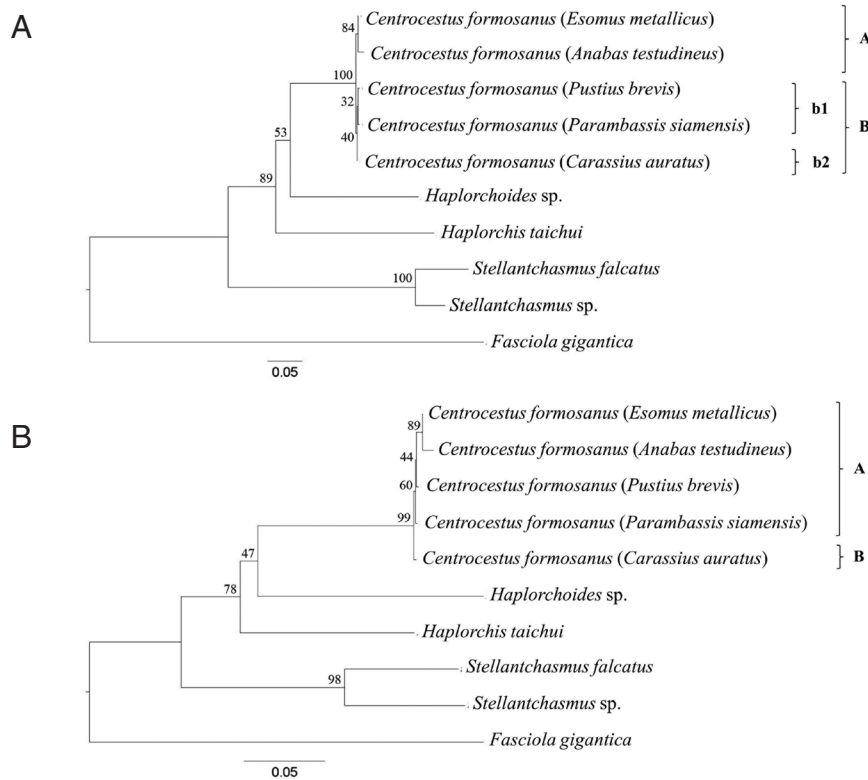 A
84
Centrocestus formosanus (Esomus metallicus)
A
Centrocestus formosanus (Anabas testudineus)
100
Centrocestus formosanus (Pustius brevis)
32
b1
B
53
Centrocestus formosanus (Parambassis siamensis)
40
Centrocestus formosanus (Carassius auratus)
b2
89
Haplorchoides sp.
Haplorchis taichui
Stellantchasmus falcatus
100
Stellantchasmus sp.
Fasciola gigantica
0.05
B
Centrocestus formosanus (Esomus metallicus)
89
Centrocestus formosanus (Anabas testudineus)
44
A
60
Centrocestus formosanus (Pustius brevis)
99
Centrocestus formosanus (Parambassis siamensis)
47
Centrocestus formosanus (Carassius auratus)
B
78
Haplorchoides sp.
Haplorchis taichui
Stellantchasmus falcatus
98
Stellantchasmus sp.
Fasciola gigantica
0.05